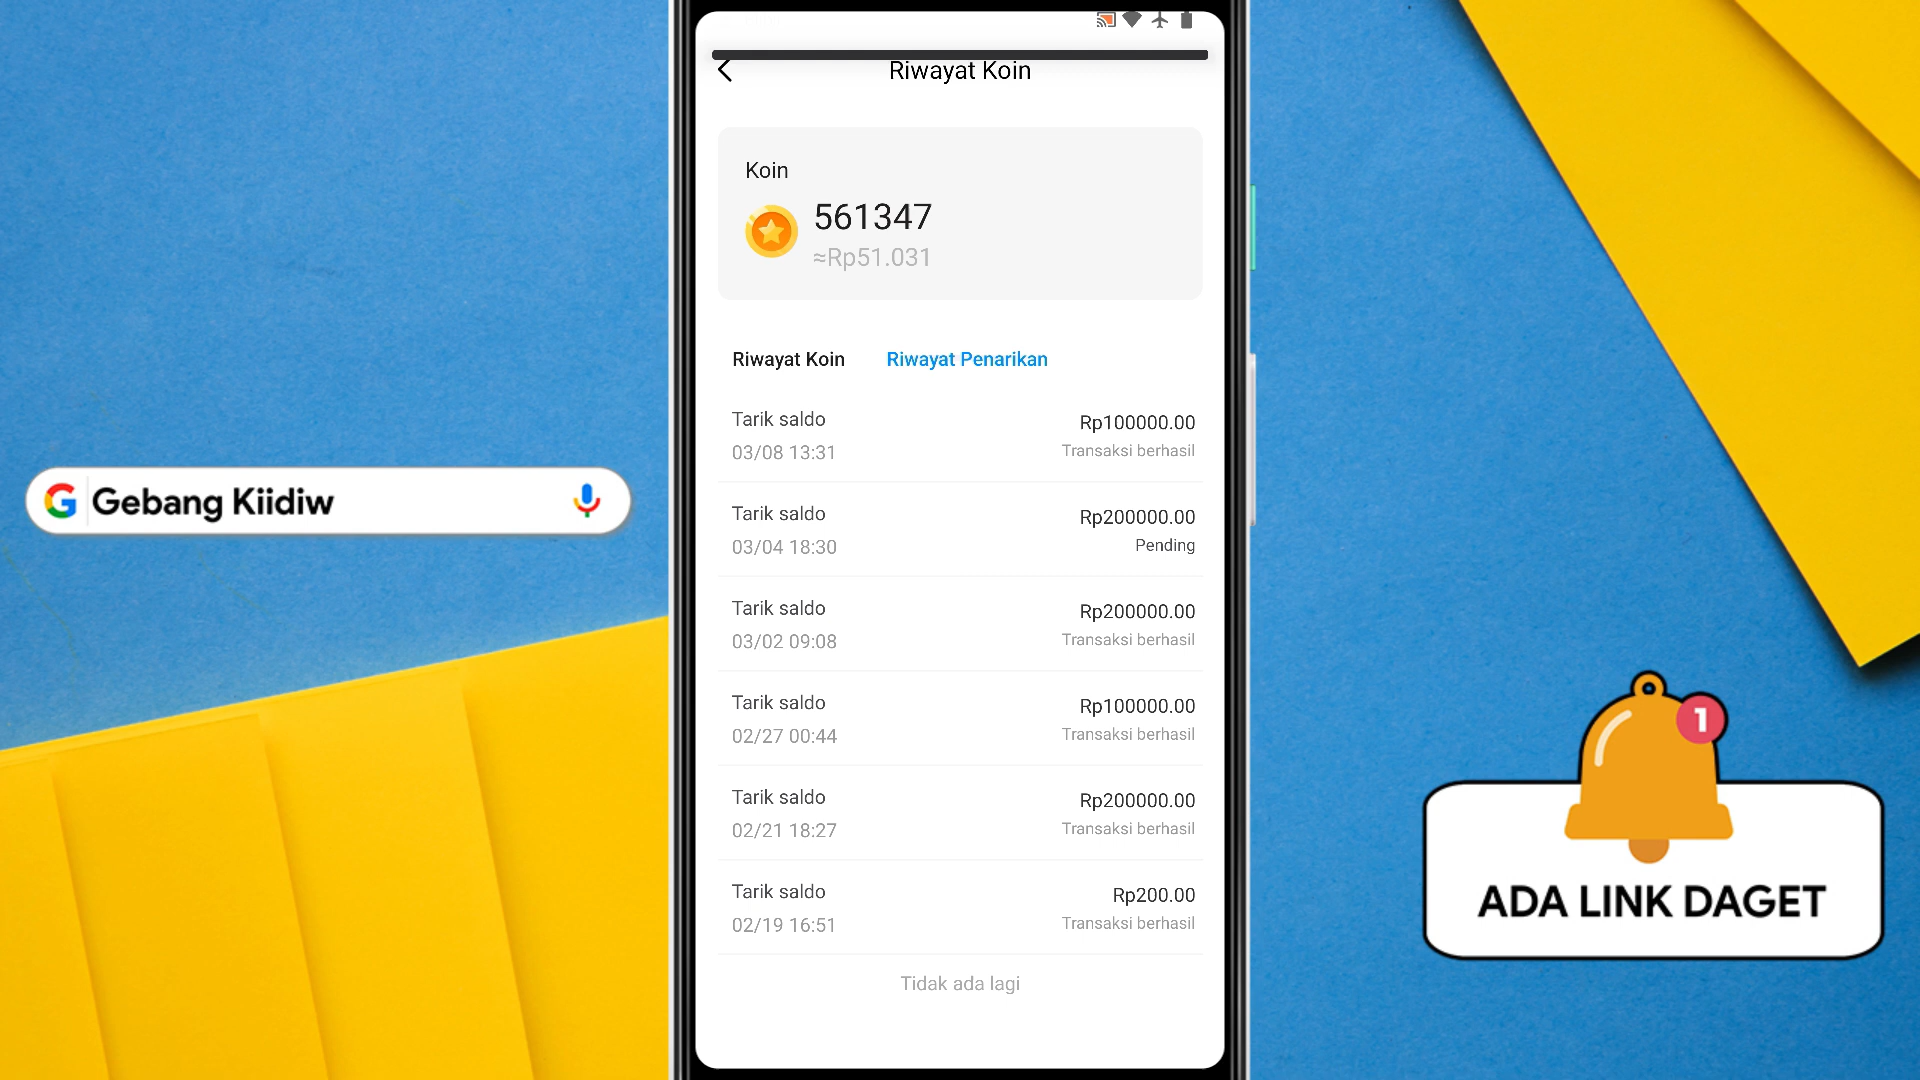 Riwayat Koin
Koin
561347
≈Rp51.031
Riwayat Koin
Riwayat Penarikan
Tarik saldo
Rp100000.00
03/08 13:31
Transaksi berhasil
Tarik saldo
Rp200000.00
03/04 18:30
Pending
Tarik saldo
Rp200000.00
03/02 09:08
Transaksi berhasil
Tarik saldo
Rp100000.00
02/27 00:44
Transaksi berhasil
Tarik saldo
Rp200000.00
02/21 18:27
Transaksi berhasil
Tarik saldo
Rp200.00
02/19 16:51
Transaksi berhasil
Tidak ada lagi
G Gebang Kiidiw
1
ADA LINK DAGET